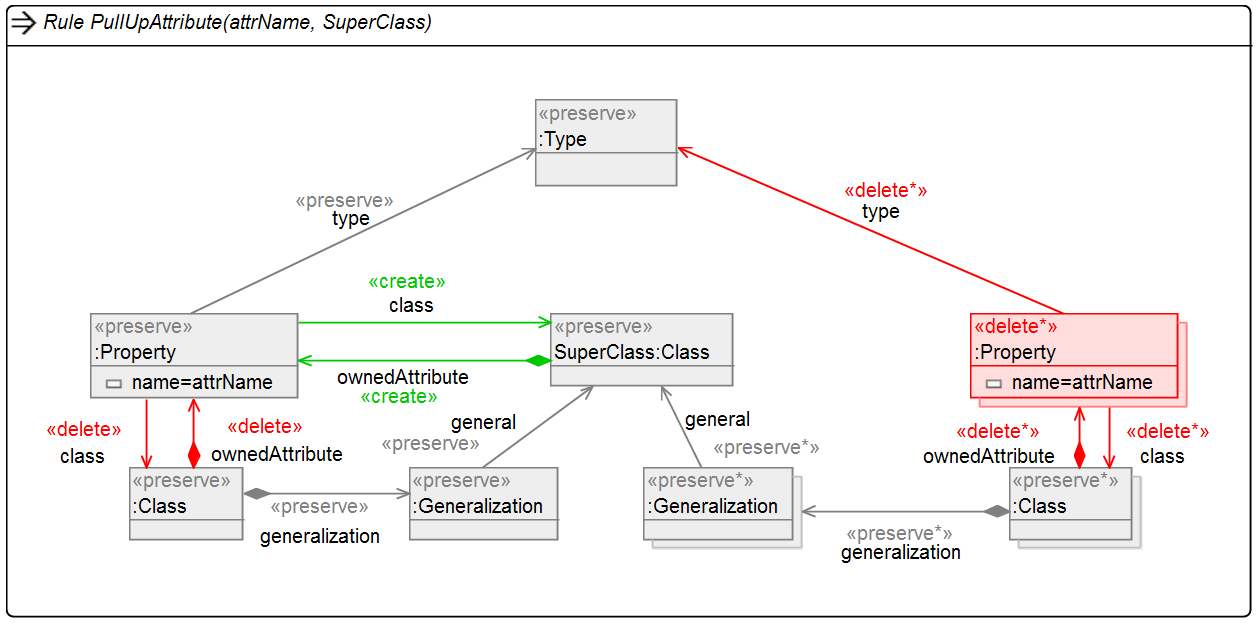 Rule PullUpAttribute(attrName, SuperClass)
«preserve»
:Type
«preserve»
type
«delete*»
type
«create»
class
«preserve»
:Property
name=attrName
«preserve»
SuperClass:Class
«delete*»
:Property
name=attrName
ownedAttribute
«create»
general
«preserve»
general
«preserve*»
«delete»
class
«delete»
ownedAttribute
«delete*»
ownedAttribute
«delete*»
class
«preserve»
:Class
«preserve»
generalization
«preserve»
:Generalization
«preserve*»
:Generalization
«preserve*»
generalization
«preserve*»
:Class